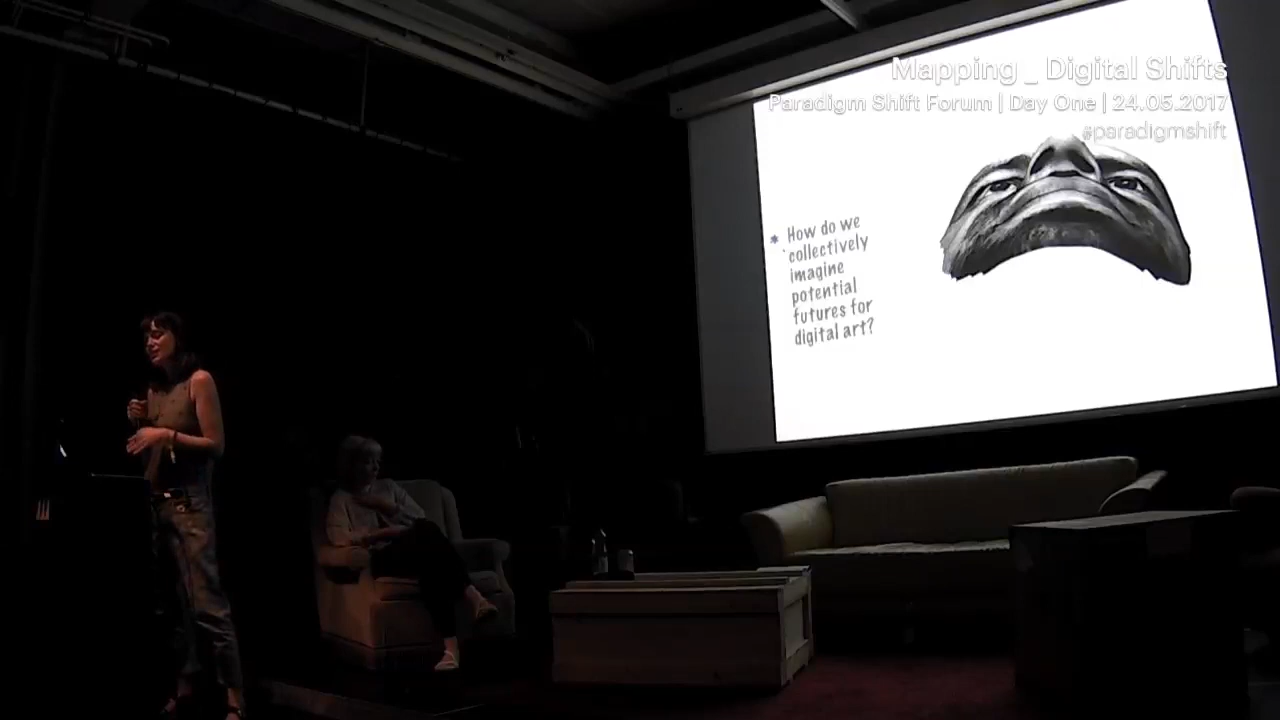 Mapping _ Digital Shifts
Paradigm Shift Forum | Day One | 24.05.2017
#paradigmshift
* How do we
collectively
imagine
potential
futures for
digital art?